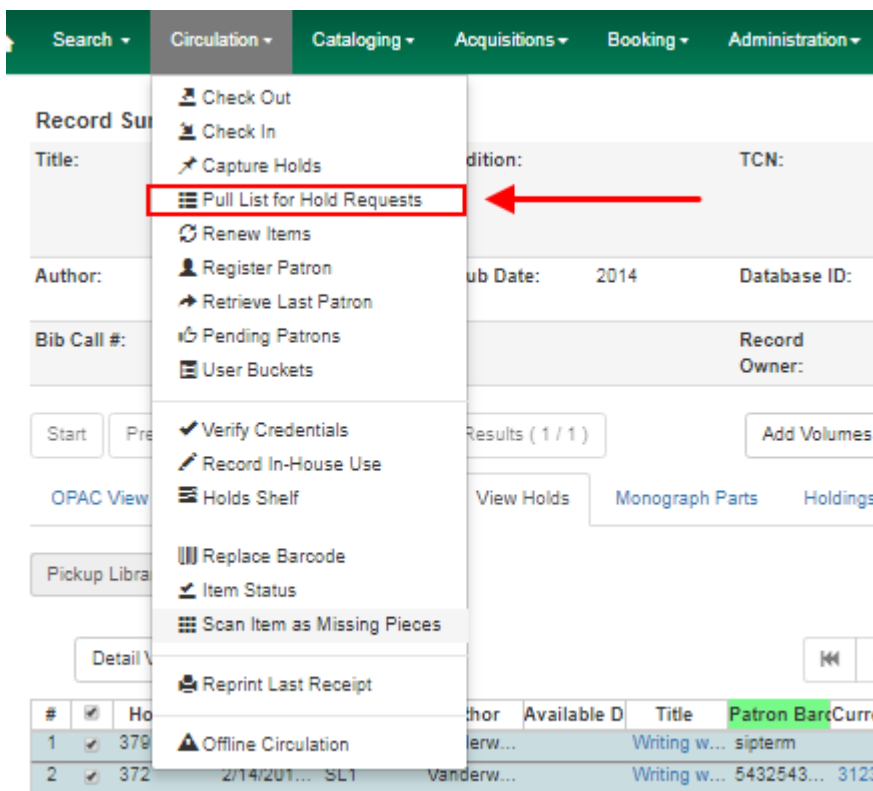 Search Circulation Cataloging Acquisitions Booking Administration
Check Out
Record Sur
Check In
Title: dition: TCN:
Capture Holds
Pull List for Hold Requests
Renew Items
Register Patron
Author: ub Date: 2014 Database ID:
Retrieve Last Patron
Bib Call #: Pending Patrons Record
Owner:
User Buckets
Start Pre Verify Credentials Results ( 1 / 1 ) Add Volumes
Record In-House Use
OPAC View Holds Shelf View Holds Monograph Parts Holdings
Replace Barcode
Pickup Libra
Item Status
Scan Item as Missing Pieces
Detail V
Reprint Last Receipt
# Ho thor Available D Title Patron Barc Curre
1 379 Offline Circulation lerw... Writing w... sipterm
2 372 2/14/201... SL1 Vanderw... Writing w... 5432543... 3123